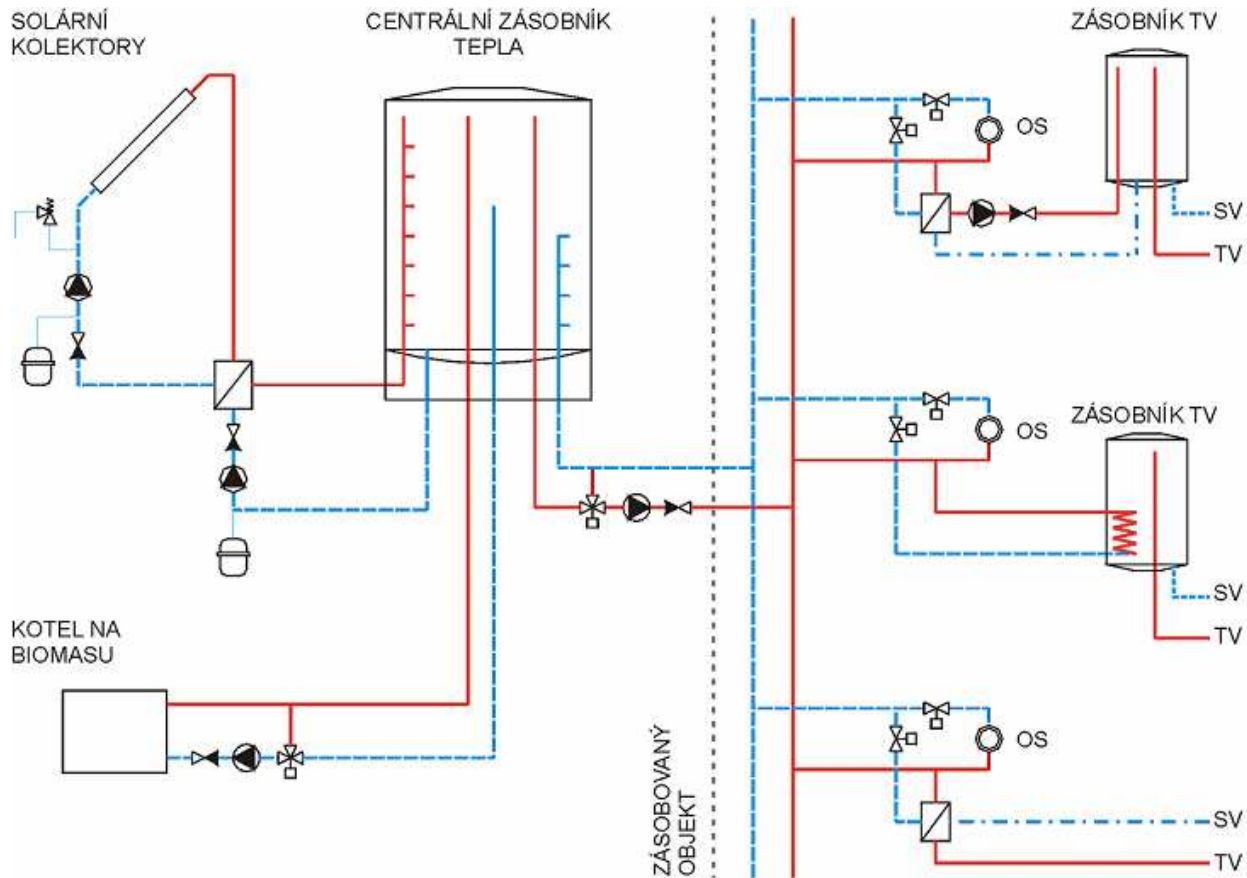 SOLÁRNÍ
KOLEKTORY
CENTRÁLNÍ ZÁSOBNÍK
TEPLA
ZÁSOBNÍK TV
OS
SV
TV
OS
ZÁSOBNÍK TV
SV
TV
KOTEL NA
BIOMASU
OS
ZÁSOBOVANÝ
OBJEKT
SV
TV